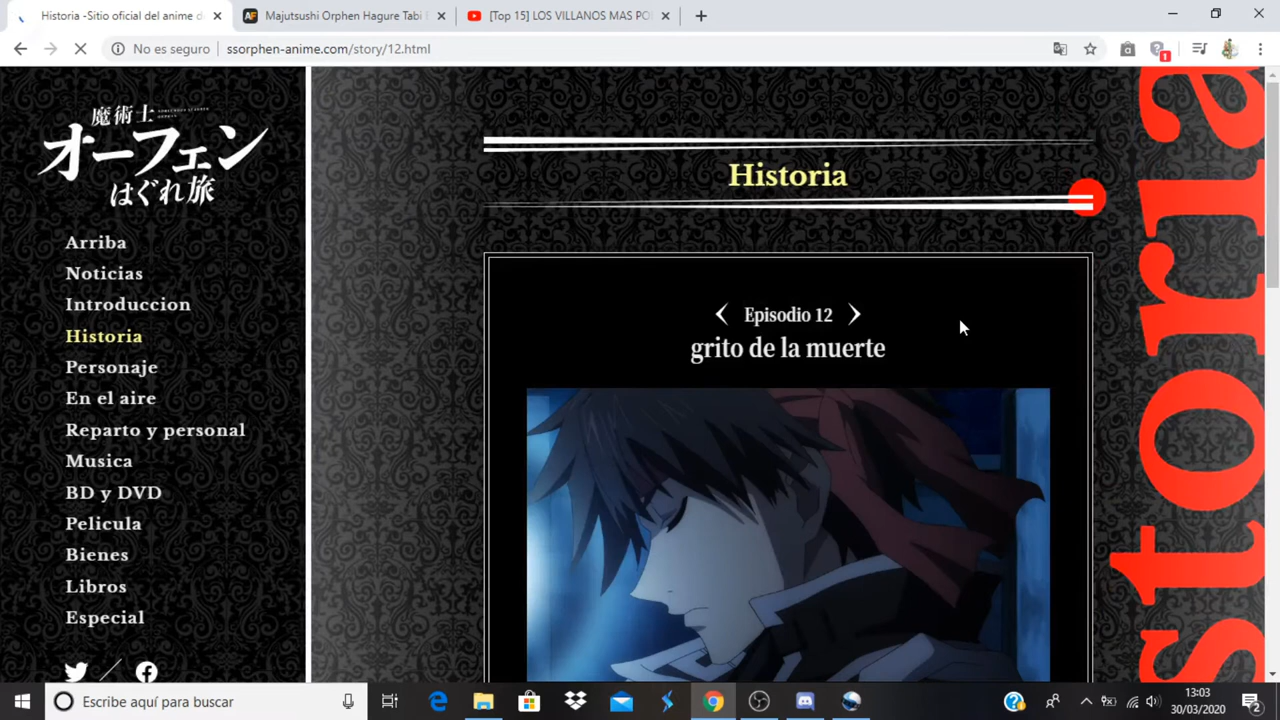 Historia -Sitio oficial del anime d
Majutsushi Orphen Hagure Tabi E
[Top 15] LOS VILLANOS MAS PO
No es seguro
ssorphen-anime.com/story/12.html
1
魔術士
オーフェン
はぐれ旅
Arriba
Noticias
Introduccion
Historia
Personaje
En el aire
Reparto y personal
Musica
BD y DVD
Pelicula
Bienes
Libros
Especial
Historia
Episodio 12
grito de la muerte
storia
Escribe aquí para buscar
13:03
30/03/2020
2